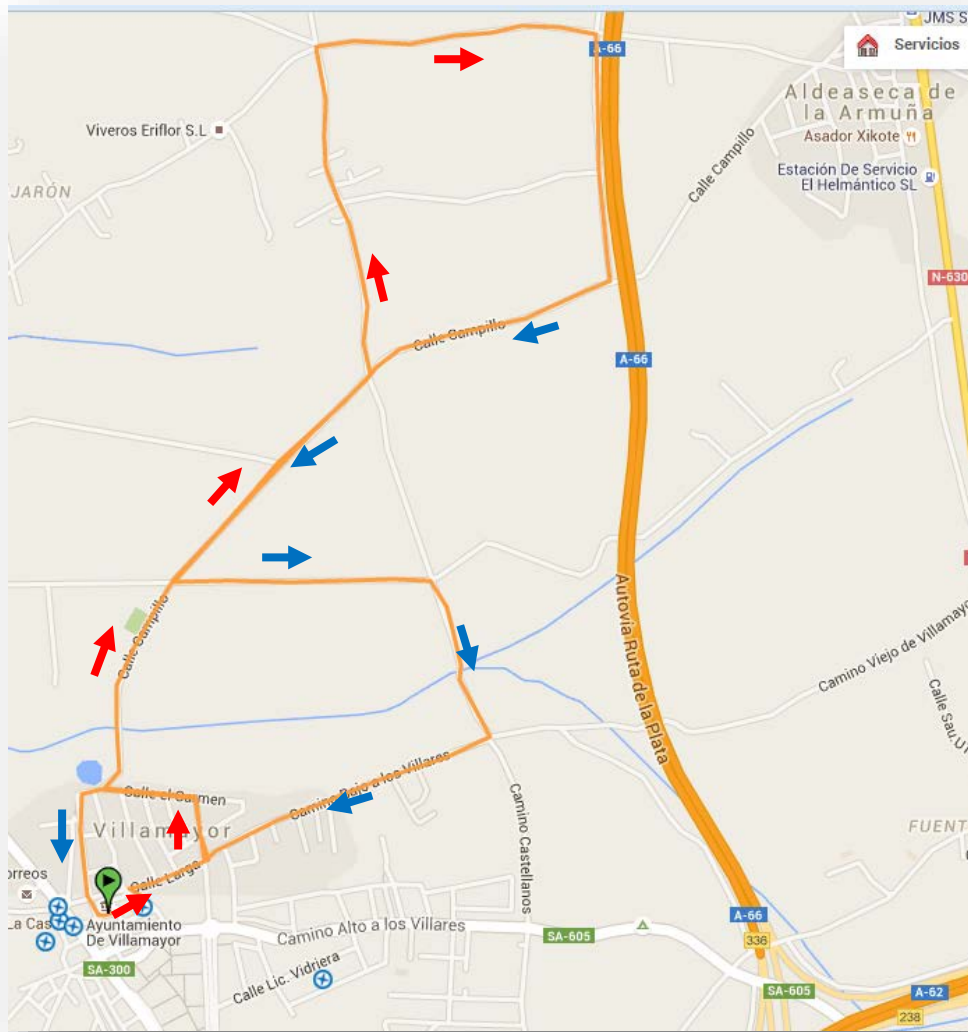 JMS S
Servicios
A-66
Aldeaseca de
la Armuña
Viveros Eriflor S.L
Asador Xikote
Calle Campillo
Estación De Servicio
El Helmántico SL
JARÓN
N-630
Calle Campillo
A-66
Autovia Ruta de la Plata
Calle Campillo
Camino Viejo de Villamayo
Calle Sau.U1
Camino Bajo a los Villares
Calle el Carmen
Camino Castellanos
Villamayor
FUENT
Calle Larga
orreos
La Cas
Ayuntamiento
De Villamayor
Camino Alto a los Villares
SA-605
A-66
336
SA-300
Calle Lic. Vidriera
SA-605
A-62
238